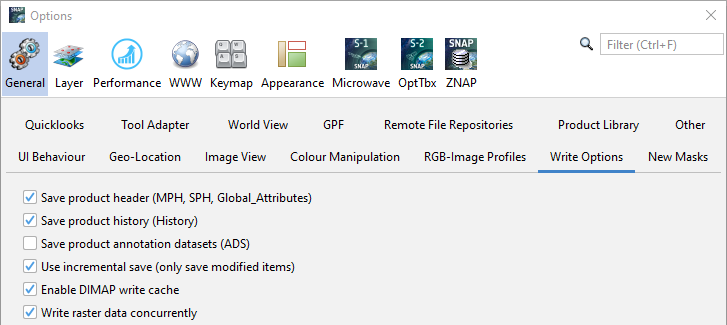 Options
Filter (Ctrl+F)
S-1 S-2 SNAP
General Layer Performance WWW Keymap Appearance Microwave OptTbx ZNAP
Quicklooks Tool Adapter World View GPF Remote File Repositories Product Library Other
UI Behaviour Geo-Location Image View Colour Manipulation RGB-Image Profiles Write Options New Masks
Save product header (MPH, SPH, Global_Attributes)
Save product history (History)
Save product annotation datasets (ADS)
Use incremental save (only save modified items)
Enable DIMAP write cache
Write raster data concurrently